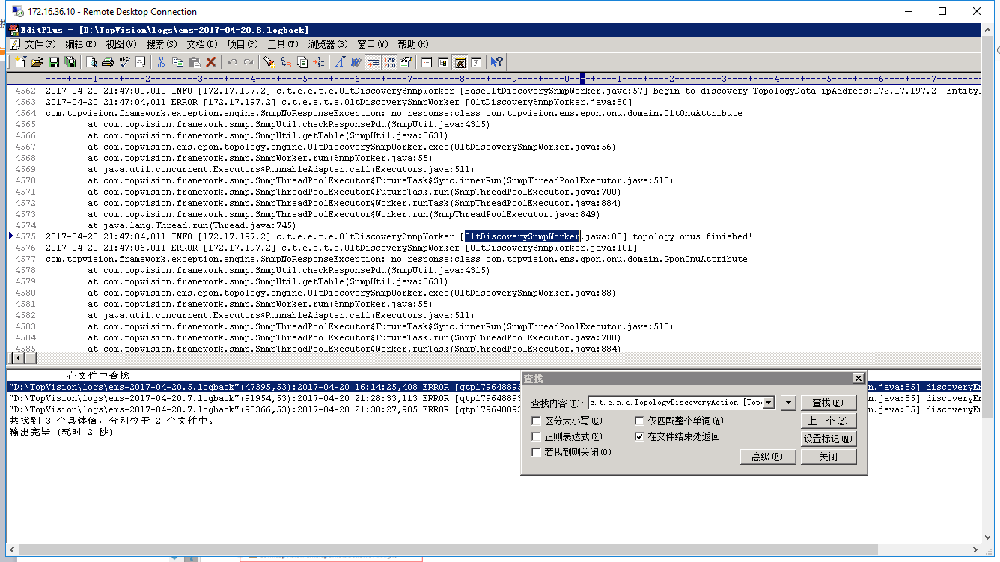 172.16.36.10 - Remote Desktop Connection
EditPlus - [D:\TopVision\logs\ems-2017-04-20.8.logback]
文件(F) 编辑(E) 视图(V) 搜索(S) 文档(D) 项目(P) 工具(T) 浏览器(B) 窗口(W) 帮助(H)
----+----1----+----2----+----3----+----4----+----5----+----6----+----7----+----8----+----9----+----0----+----1----+----2----+----3----+----4----+----5----+----6----+----7----+--
4562 2017-04-20 21:47:00,010 INFO [172.17.197.2] c.t.e.e.t.e.OltDiscoverySnmpWorker [BaseOltDiscoverySnmpWorker.java:57] begin to discovery TopologyData ipAddress:172.17.197.2 EntityI
4563 2017-04-20 21:47:04,011 ERROR [172.17.197.2] c.t.e.e.t.e.OltDiscoverySnmpWorker [OltDiscoverySnmpWorker.java:80]
4564 com.topvision.framework.exception.engine.SnmpNoResponseException: no response:class com.topvision.ems.epon.onu.domain.OltOnuAttribute
4565 at com.topvision.framework.snmp.SnmpUtil.checkResponsePdu(SnmpUtil.java:4315)
4566 at com.topvision.framework.snmp.SnmpUtil.getTable(SnmpUtil.java:3631)
4567 at com.topvision.ems.epon.topology.engine.OltDiscoverySnmpWorker.exec(OltDiscoverySnmpWorker.java:56)
4568 at com.topvision.framework.snmp.SnmpWorker.run(SnmpWorker.java:55)
4569 at java.util.concurrent.Executors$RunnableAdapter.call(Executors.java:511)
4570 at com.topvision.framework.snmp.SnmpThreadPoolExecutor$FutureTask$Sync.innerRun(SnmpThreadPoolExecutor.java:513)
4571 at com.topvision.framework.snmp.SnmpThreadPoolExecutor$FutureTask.run(SnmpThreadPoolExecutor.java:700)
4572 at com.topvision.framework.snmp.SnmpThreadPoolExecutor$Worker.runTask(SnmpThreadPoolExecutor.java:884)
4573 at com.topvision.framework.snmp.SnmpThreadPoolExecutor$Worker.run(SnmpThreadPoolExecutor.java:849)
4574 at java.lang.Thread.run(Thread.java:745)
4575 2017-04-20 21:47:04,011 INFO [172.17.197.2] c.t.e.e.t.e.OltDiscoverySnmpWorker [OltDiscoverySnmpWorker.java:83] topology onus finished!
4576 2017-04-20 21:47:06,011 ERROR [172.17.197.2] c.t.e.e.t.e.OltDiscoverySnmpWorker [OltDiscoverySnmpWorker.java:101]
4577 com.topvision.framework.exception.engine.SnmpNoResponseException: no response:class com.topvision.ems.gpon.onu.domain.GponOnuAttribute
4578 at com.topvision.framework.snmp.SnmpUtil.checkResponsePdu(SnmpUtil.java:4315)
4579 at com.topvision.framework.snmp.SnmpUtil.getTable(SnmpUtil.java:3631)
4580 at com.topvision.ems.epon.topology.engine.OltDiscoverySnmpWorker.exec(OltDiscoverySnmpWorker.java:88)
4581 at com.topvision.framework.snmp.SnmpWorker.run(SnmpWorker.java:55)
4582 at java.util.concurrent.Executors$RunnableAdapter.call(Executors.java:511)
4583 at com.topvision.framework.snmp.SnmpThreadPoolExecutor$FutureTask$Sync.innerRun(SnmpThreadPoolExecutor.java:513)
4584 at com.topvision.framework.snmp.SnmpThreadPoolExecutor$FutureTask.run(SnmpThreadPoolExecutor.java:700)
4585 at com.topvision.framework.snmp.SnmpThreadPoolExecutor$Worker.runTask(SnmpThreadPoolExecutor.java:884)
---------- 在文件中查找 ----------
"D:\TopVision\logs\ems-2017-04-20.5.logback"(47395,53):2017-04-20 16:14:25,408 ERROR [qtp179648893 n.java:85] discoveryEn
"D:\TopVision\logs\ems-2017-04-20.7.logback"(91954,53):2017-04-20 21:28:33,113 ERROR [qtp179648893 n.java:85] discoveryEn
"D:\TopVision\logs\ems-2017-04-20.7.logback"(93366,53):2017-04-20 21:30:27,985 ERROR [qtp179648893 n.java:85] discoveryEn
共找到 3 个具体值，分别位于 2 个文件中。
输出完毕 (耗时 2 秒)
查找
查找内容(I): c.t.e.n.a.TopologyDiscoveryAction [Top 查找(F)
区分大小写(C) 仅匹配整个单词(W) 上一个(P)
正则表达式(X) 在文件结束处返回 设置标记(M)
若找到则关闭(O) 高级(E) 关闭